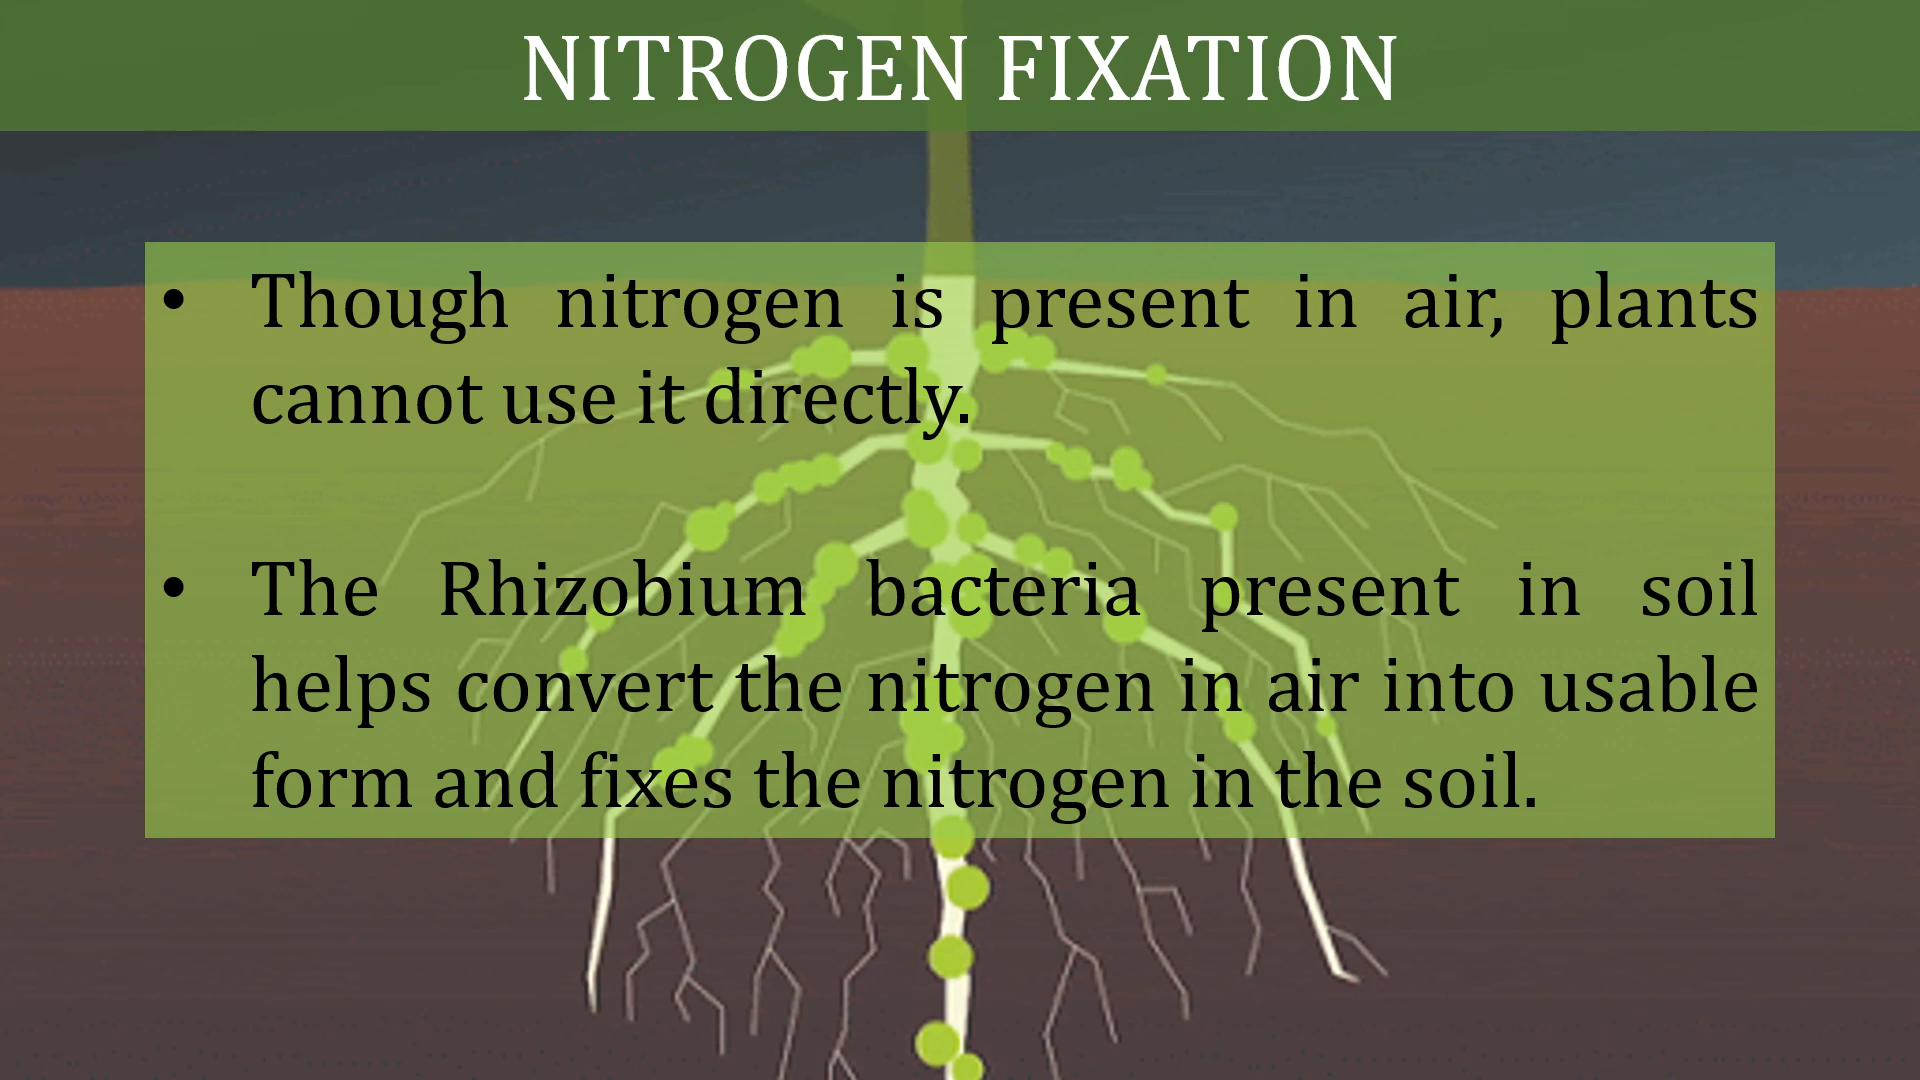 NITROGEN FIXATION
• Though nitrogen is present in air, plants
cannot use it directly.
• The Rhizobium bacteria present in soil
helps convert the nitrogen in air into usable
form and fixes the nitrogen in the soil.